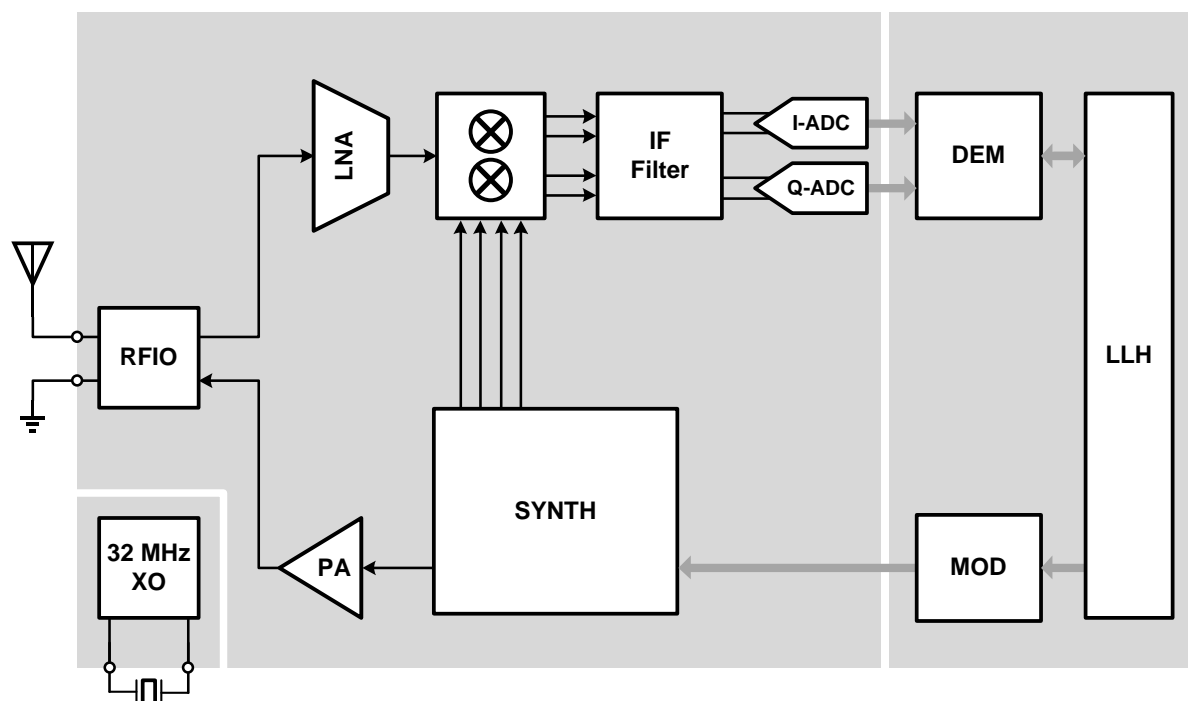 LNA
IF
Filter
I-ADC
Q-ADC
DEM
RFIO
LLH
SYNTH
32 MHz
XO
PA
MOD